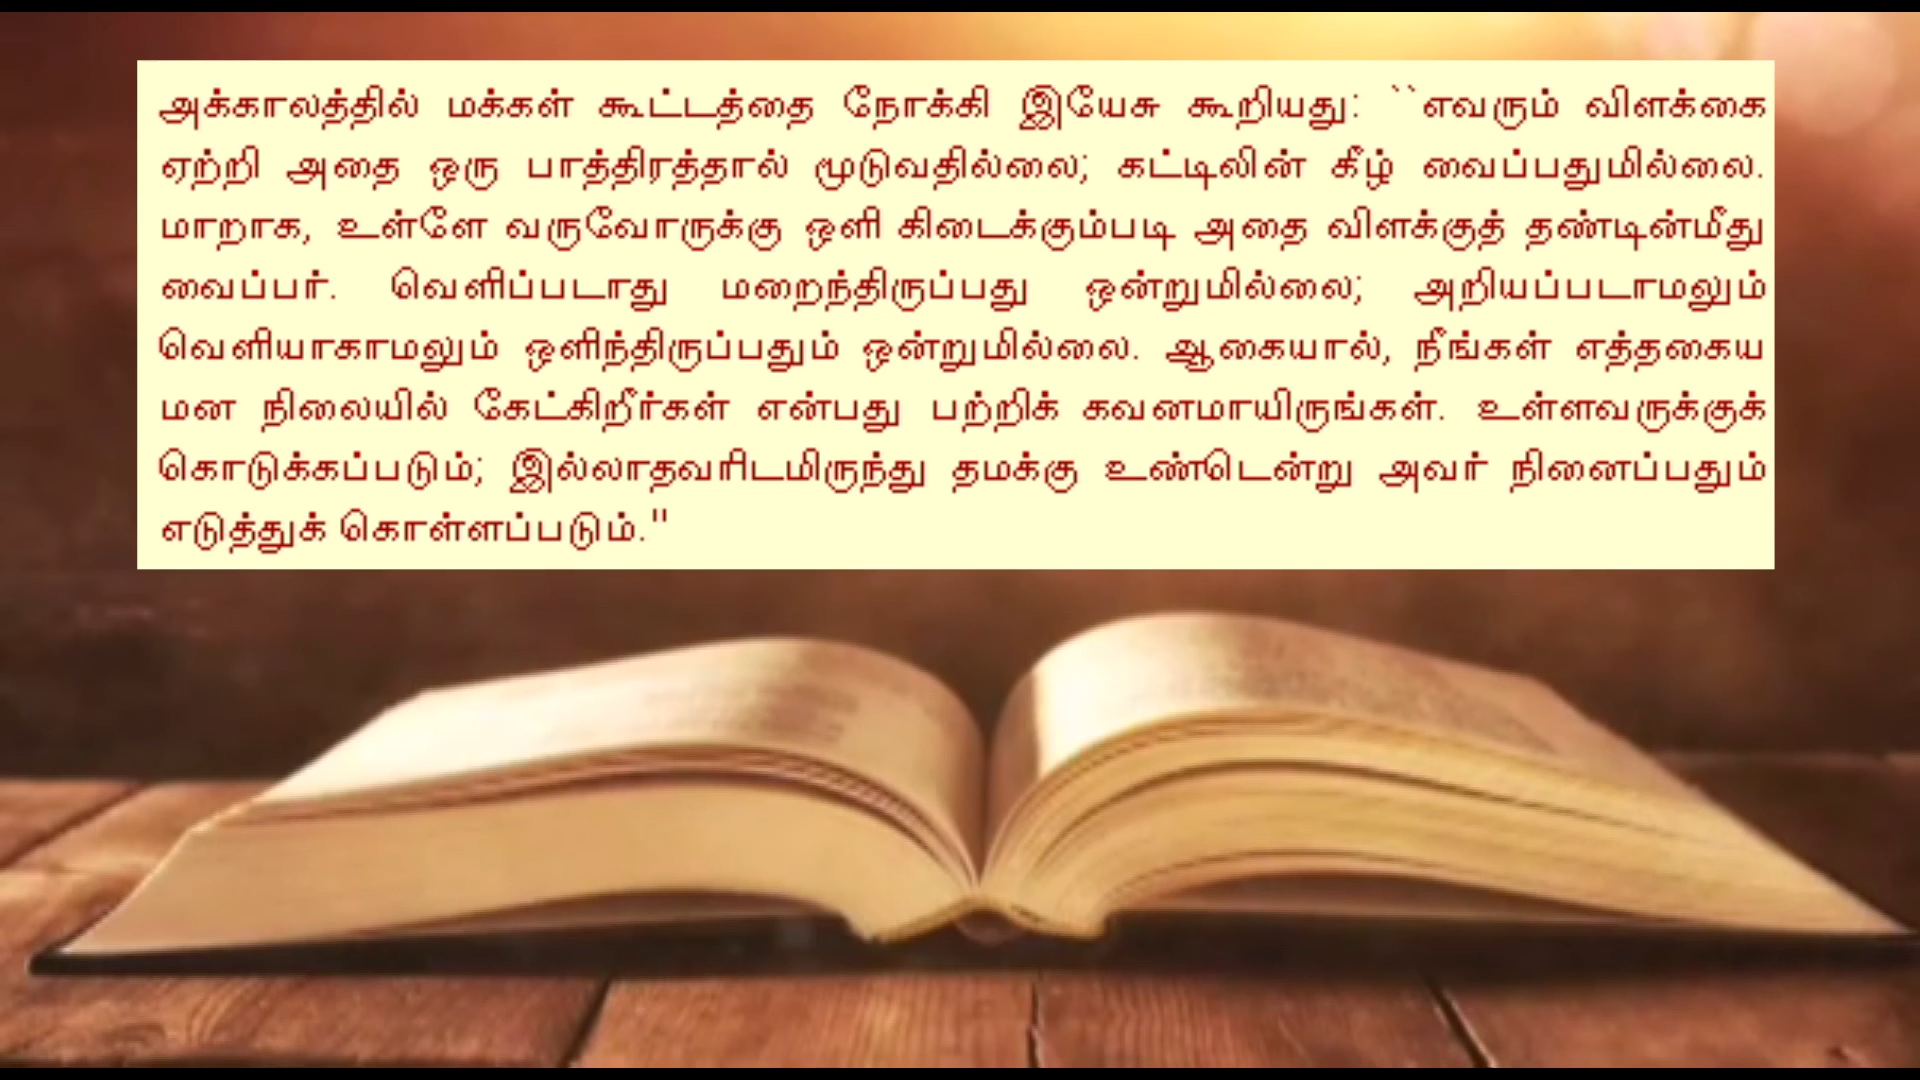 அக்காலத்தில் மக்கள் கூட்டத்தை நோக்கி இயேசு கூறியது: ``எவரும் விளக்கை
ஏற்றி அதை ஒரு பாத்திரத்தால் மூடுவதில்லை; கட்டிலின் கீழ் வைப்பதுமில்லை.
மாறாக, உள்ளே வருவோருக்கு ஒளி கிடைக்கும்படி அதை விளக்குத் தண்டின்மீது
வைப்பர். வெளிப்படாது மறைந்திருப்பது ஒன்றுமில்லை; அறியப்படாமலும்
வெளியாகாமலும் ஒளிந்திருப்பதும் ஒன்றுமில்லை. ஆகையால், நீங்கள் எத்தகைய
மன நிலையில் கேட்கிறீர்கள் என்பது பற்றிக் கவனமாயிருங்கள். உள்ளவருக்குக்
கொடுக்கப்படும்; இல்லாதவரிடமிருந்து தமக்கு உண்டென்று அவர் நினைப்பதும்
எடுத்துக் கொள்ளப்படும்."